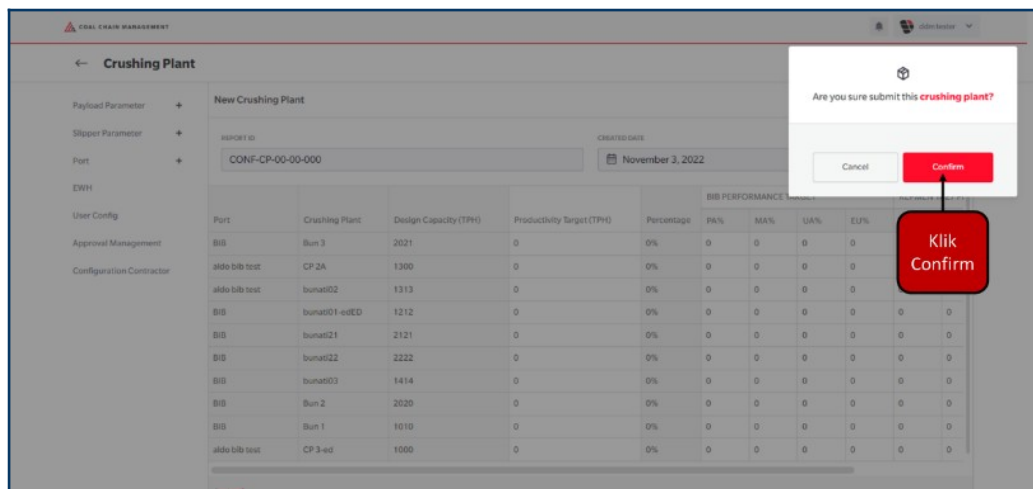 COAL CHAIN MANAGEMENT
← Crushing Plant
Payload Parameter +
Slipper Parameter +
Port +
EWH
User Config
Approval Management
Configuration Contractor
New Crushing Plant
REPORT ID
CONF-CP-00-00-000
CREATED DATE
November 3, 2022
Are you sure submit this crushing plant?
Cancel
Confirm
Klik
Confirm
BIB PERFORMANCE
Port Crushing Plant Design Capacity (TPH) Productivity Target (TPH) Percentage PA% MA% UA% EU%
BIB Bun 3 2021 0 0% 0 0 0 0
aldo bib test CP 2A 1300 0 0% 0 0 0 0
aldo bib test bunati02 1313 0 0% 0 0 0 0
BIB bunati01-edED 1212 0 0% 0 0 0 0 0 0
BIB bunati21 2121 0 0% 0 0 0 0 0 0
BIB bunati22 2222 0 0% 0 0 0 0 0 0
BIB bunati03 1414 0 0% 0 0 0 0 0 0
BIB Bun 2 2020 0 0% 0 0 0 0 0 0
BIB Bun 1 1010 0 0% 0 0 0 0 0 0
aldo bib test CP 3-ed 1000 0 0% 0 0 0 0 0 0